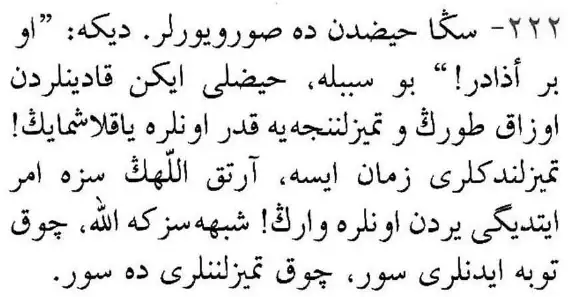 ٢٢٢- سڭا حيضدن ده صورويورلر. ديكه: ”او
بر أذادر!“ بو سببله، حيضلى ايكن قادينلردن
اوزاق طورڭ و تميزلننجه‌يه قدر اونلره ياقلاشمايڭ!
تميزلندكلرى زمان ايسه، آرتق اللّٰهڭ سزه امر
ايتديگى يردن اونلره وارڭ! شبهه‌سز كه الله، چوق
توبه ايدنلرى سور، چوق تميزلننلرى ده سور.